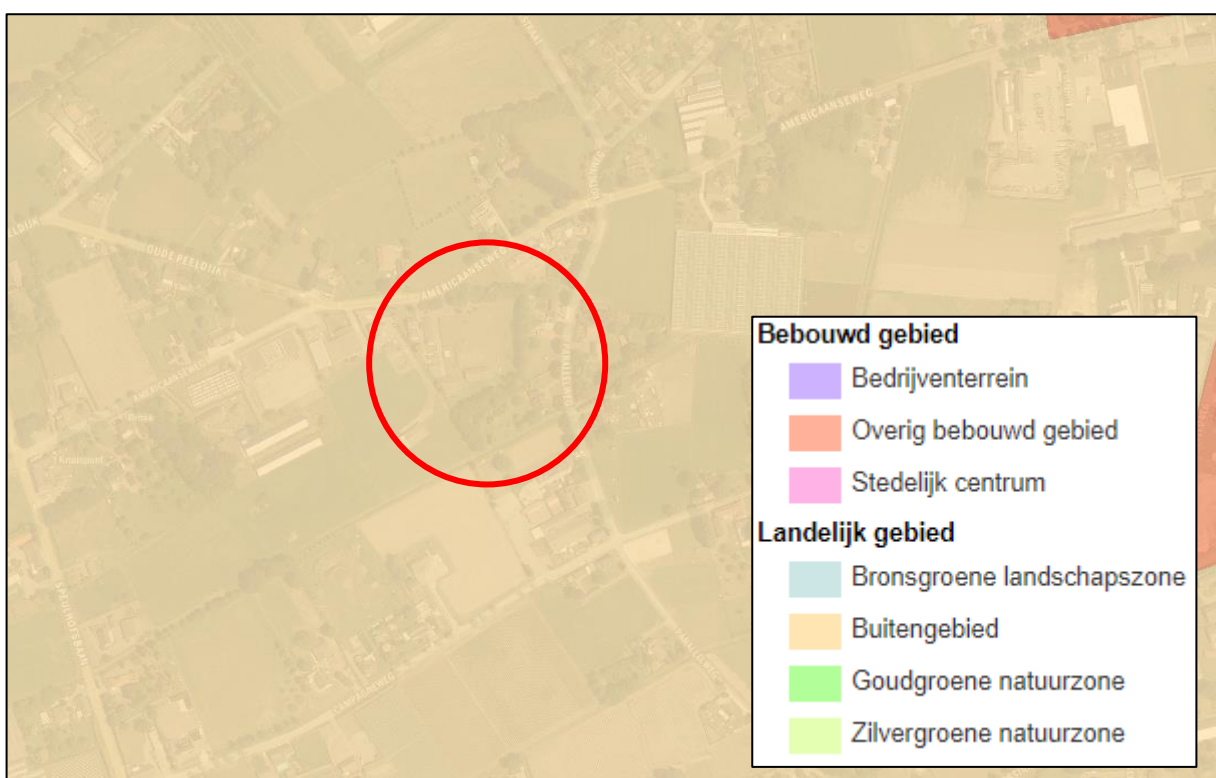 AMERICAANSEWEG
OUDE PEELDIJK
AMERICAANSEWEG
Bebouwd gebied
Bedrijventerrein
Overig bebouwd gebied
Stedelijk centrum
Landelijk gebied
Bronsgroene landschapszone
Buitengebied
Goudgroene natuurzone
Zilvergroene natuurzone